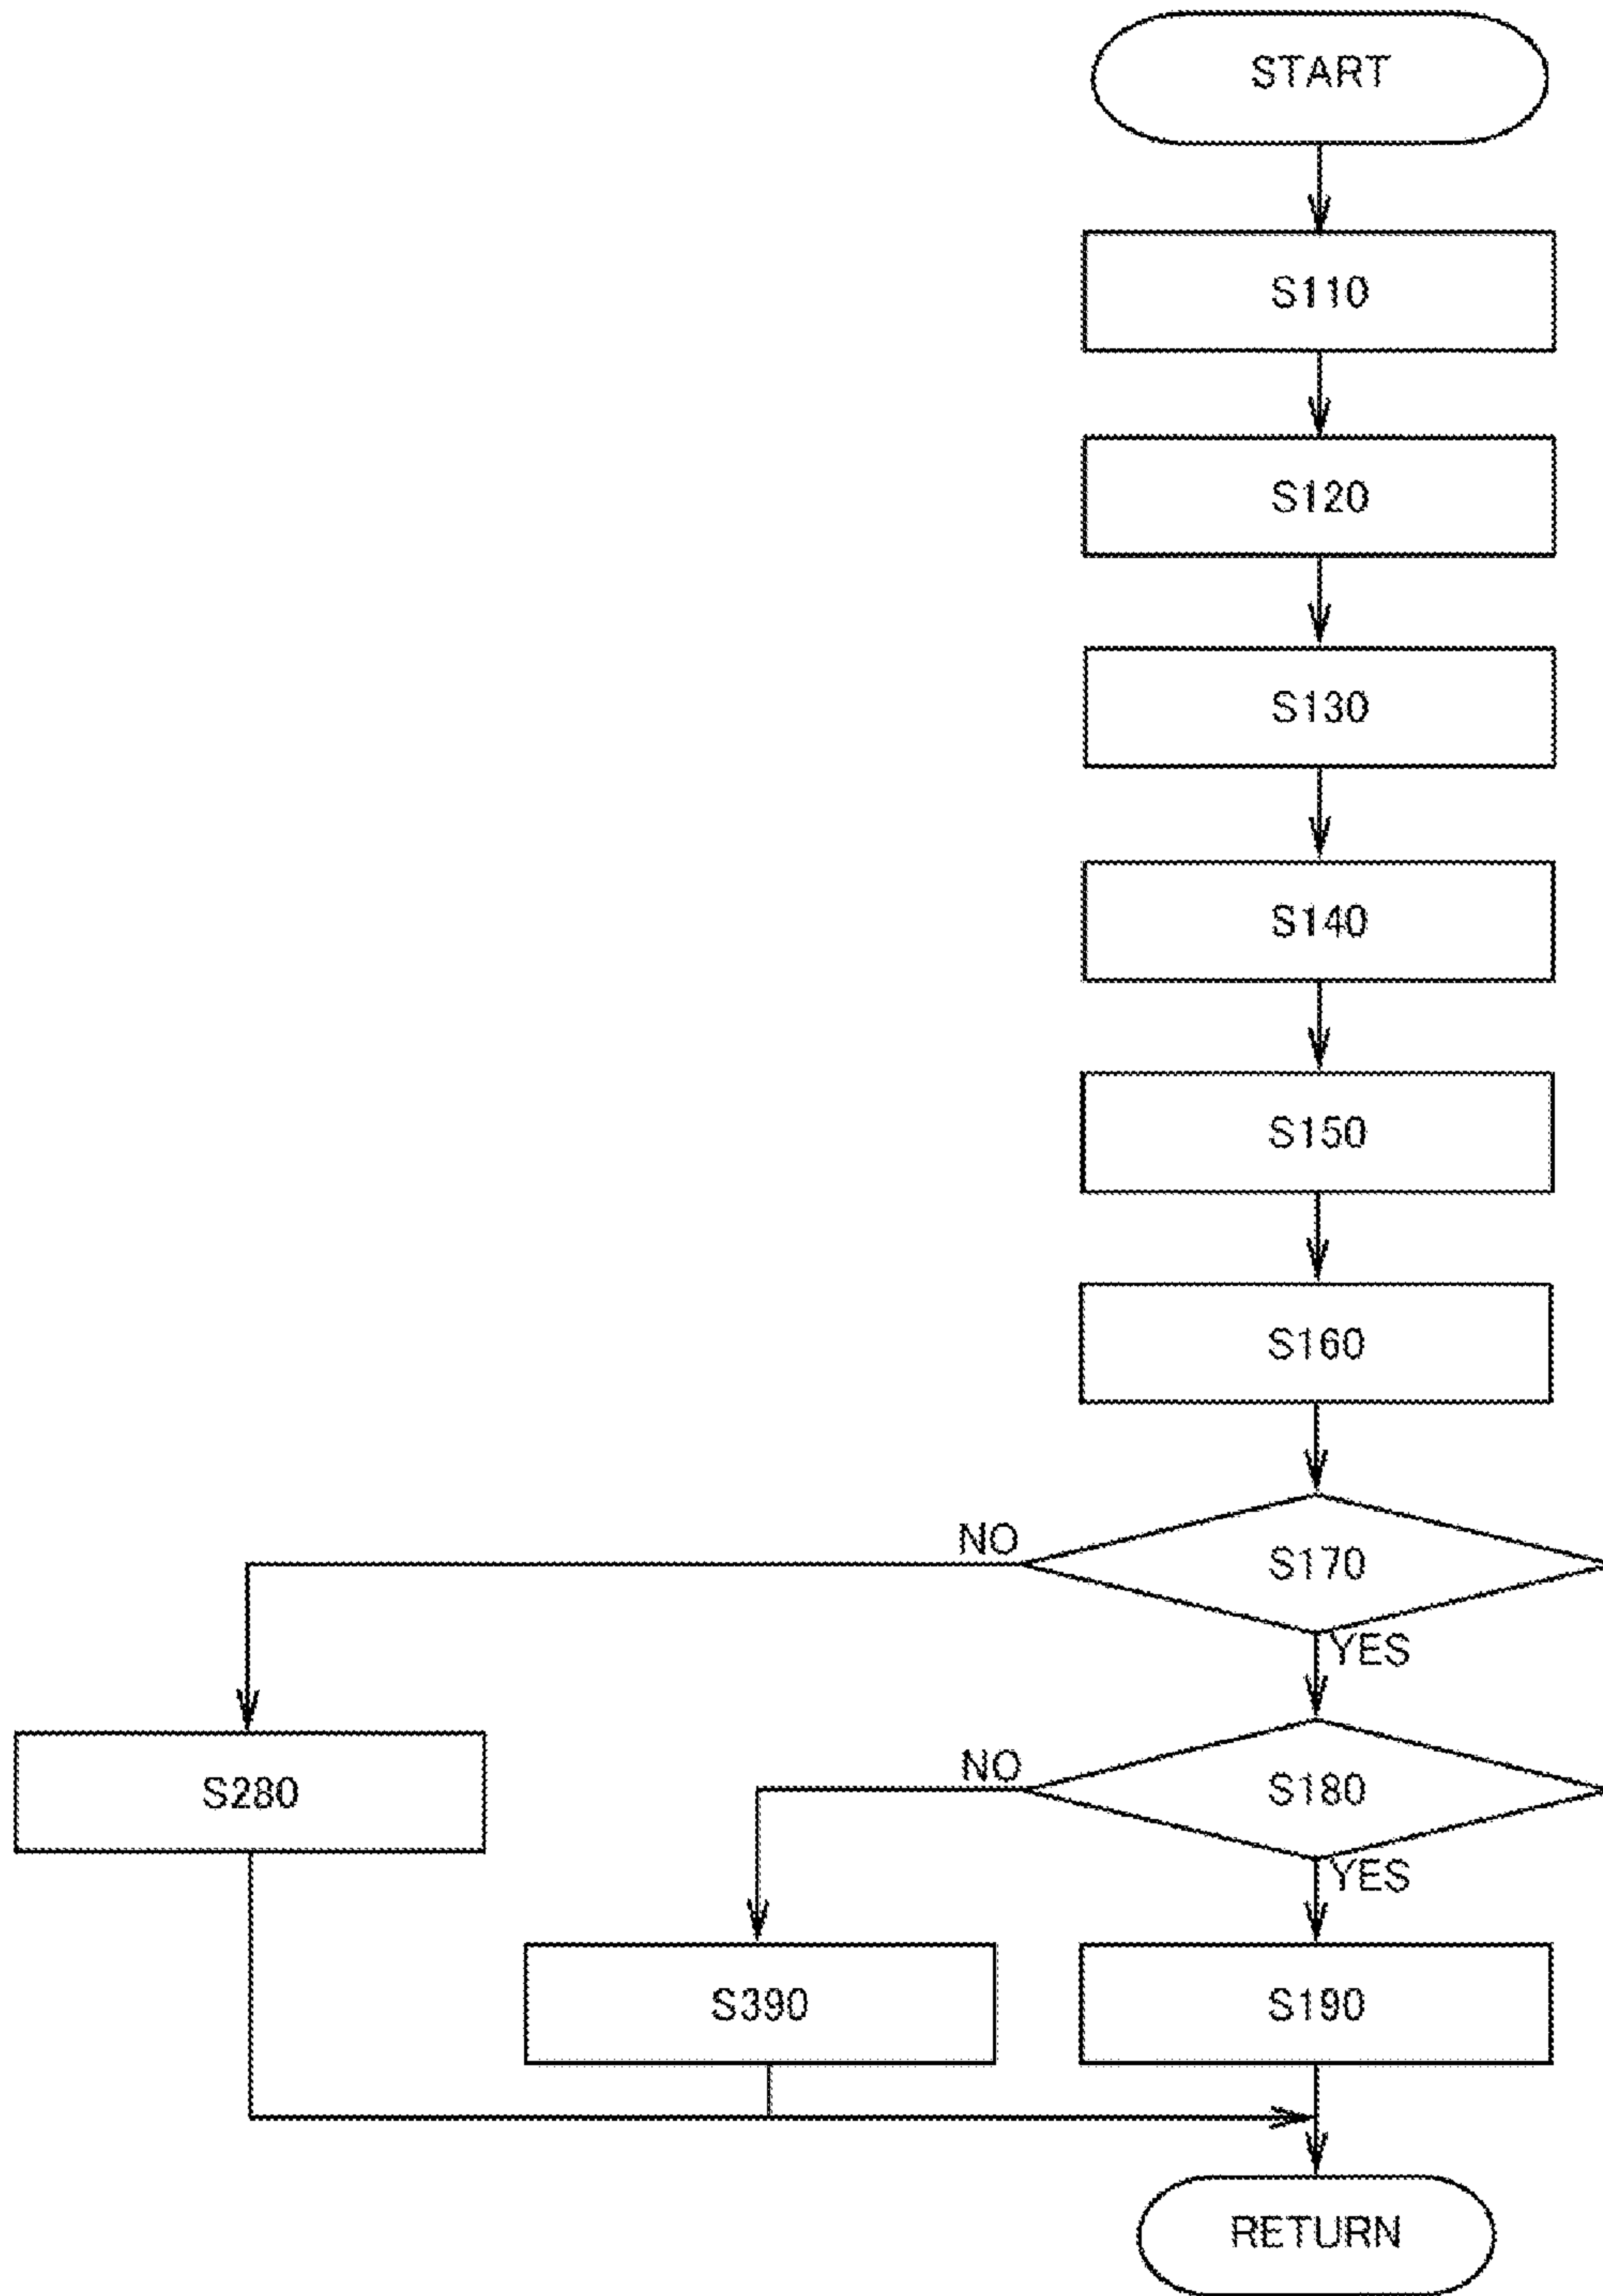 START
S110
S120
S130
S140
S150
S160
NO
S170
YES
S280
NO
S180
YES
S390
S190
RETURN